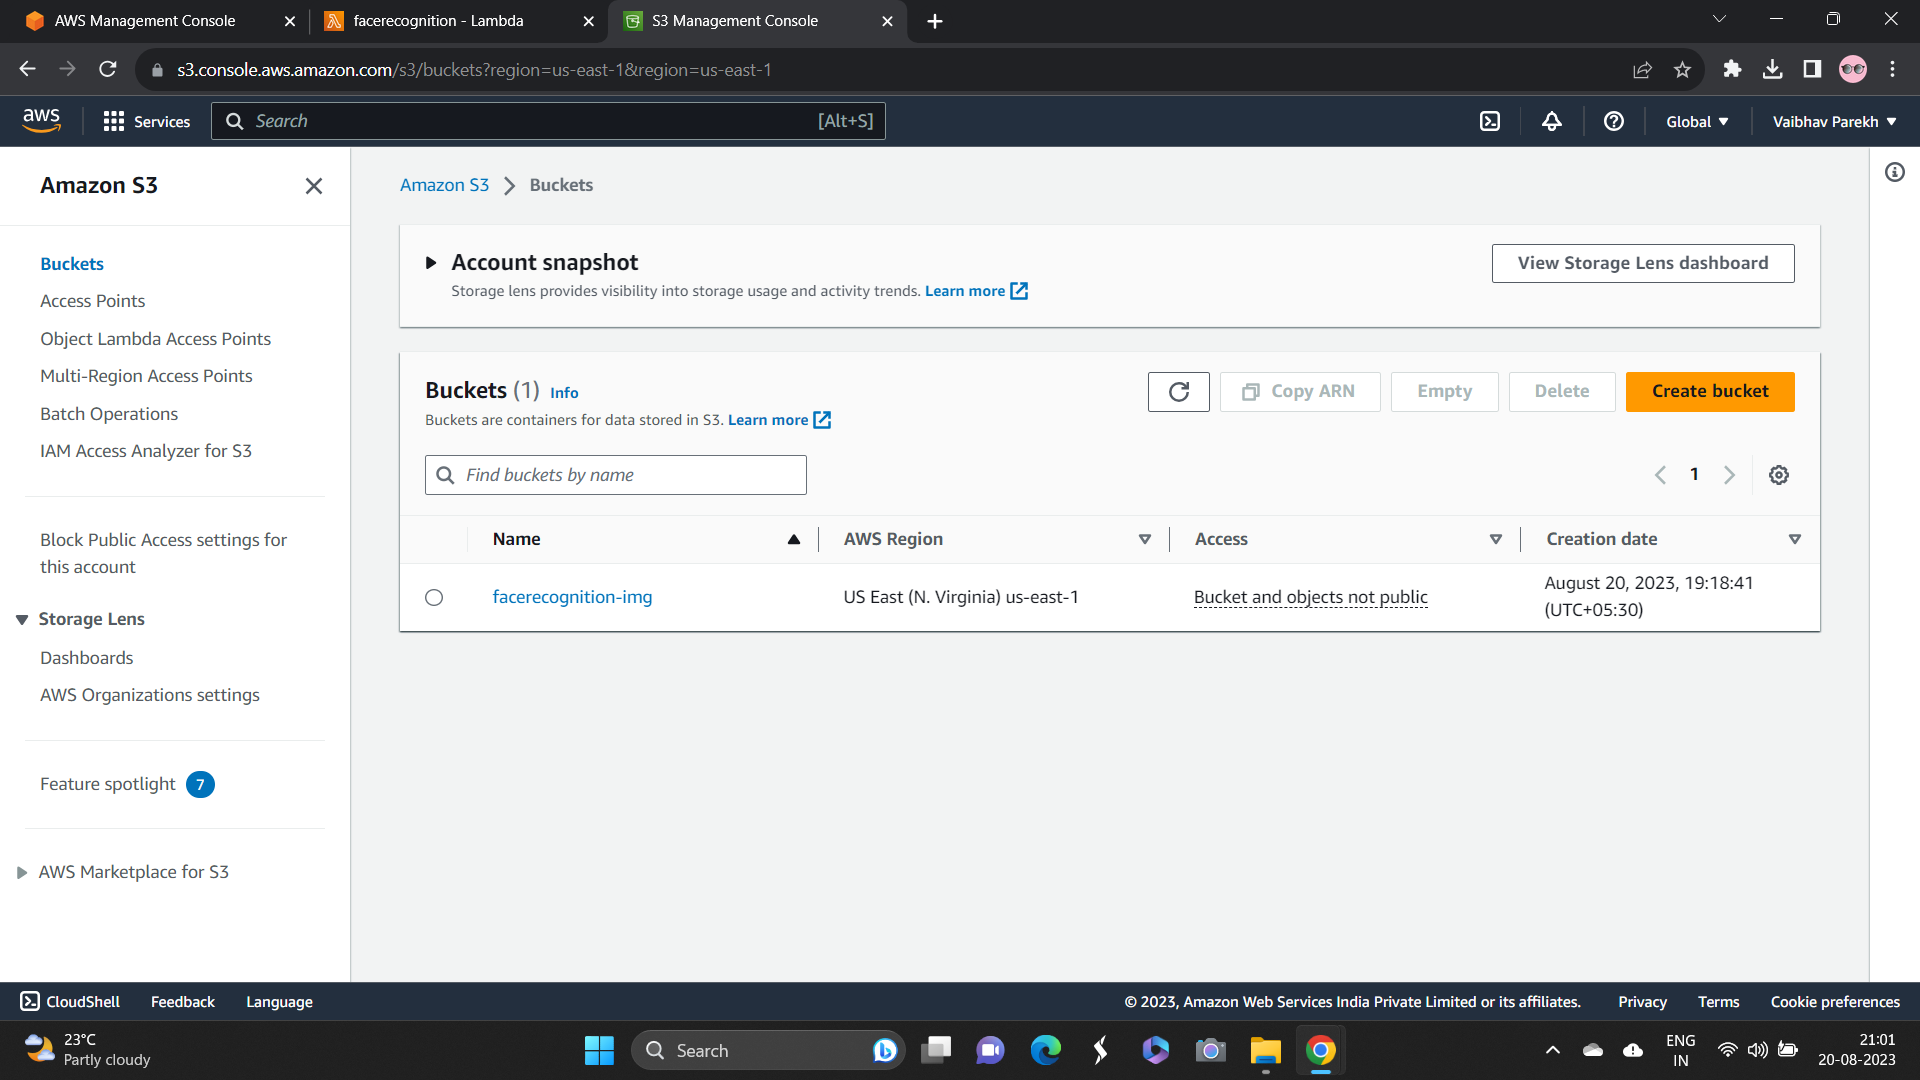 AWS Management Console
facerecognition - Lambda
S3 Management Console
s3.console.aws.amazon.com/s3/buckets?region=us-east-1&region=us-east-1
aws
Services
Search
[Alt+S]
Global
Vaibhav Parekh
Amazon S3
Buckets
Access Points
Object Lambda Access Points
Multi-Region Access Points
Batch Operations
IAM Access Analyzer for S3
Block Public Access settings for
this account
Storage Lens
Dashboards
AWS Organizations settings
Feature spotlight 7
AWS Marketplace for S3
Amazon S3 > Buckets
Account snapshot
Storage lens provides visibility into storage usage and activity trends. Learn more
View Storage Lens dashboard
Buckets (1) Info
Buckets are containers for data stored in S3. Learn more
Copy ARN
Empty
Delete
Create bucket
Find buckets by name
1
Name
AWS Region
Access
Creation date
facerecognition-img
US East (N. Virginia) us-east-1
Bucket and objects not public
August 20, 2023, 19:18:41
(UTC+05:30)
CloudShell
Feedback
Language
© 2023, Amazon Web Services India Private Limited or its affiliates.
Privacy
Terms
Cookie preferences
23°C
Partly cloudy
Search
ENG
IN
21:01
20-08-2023